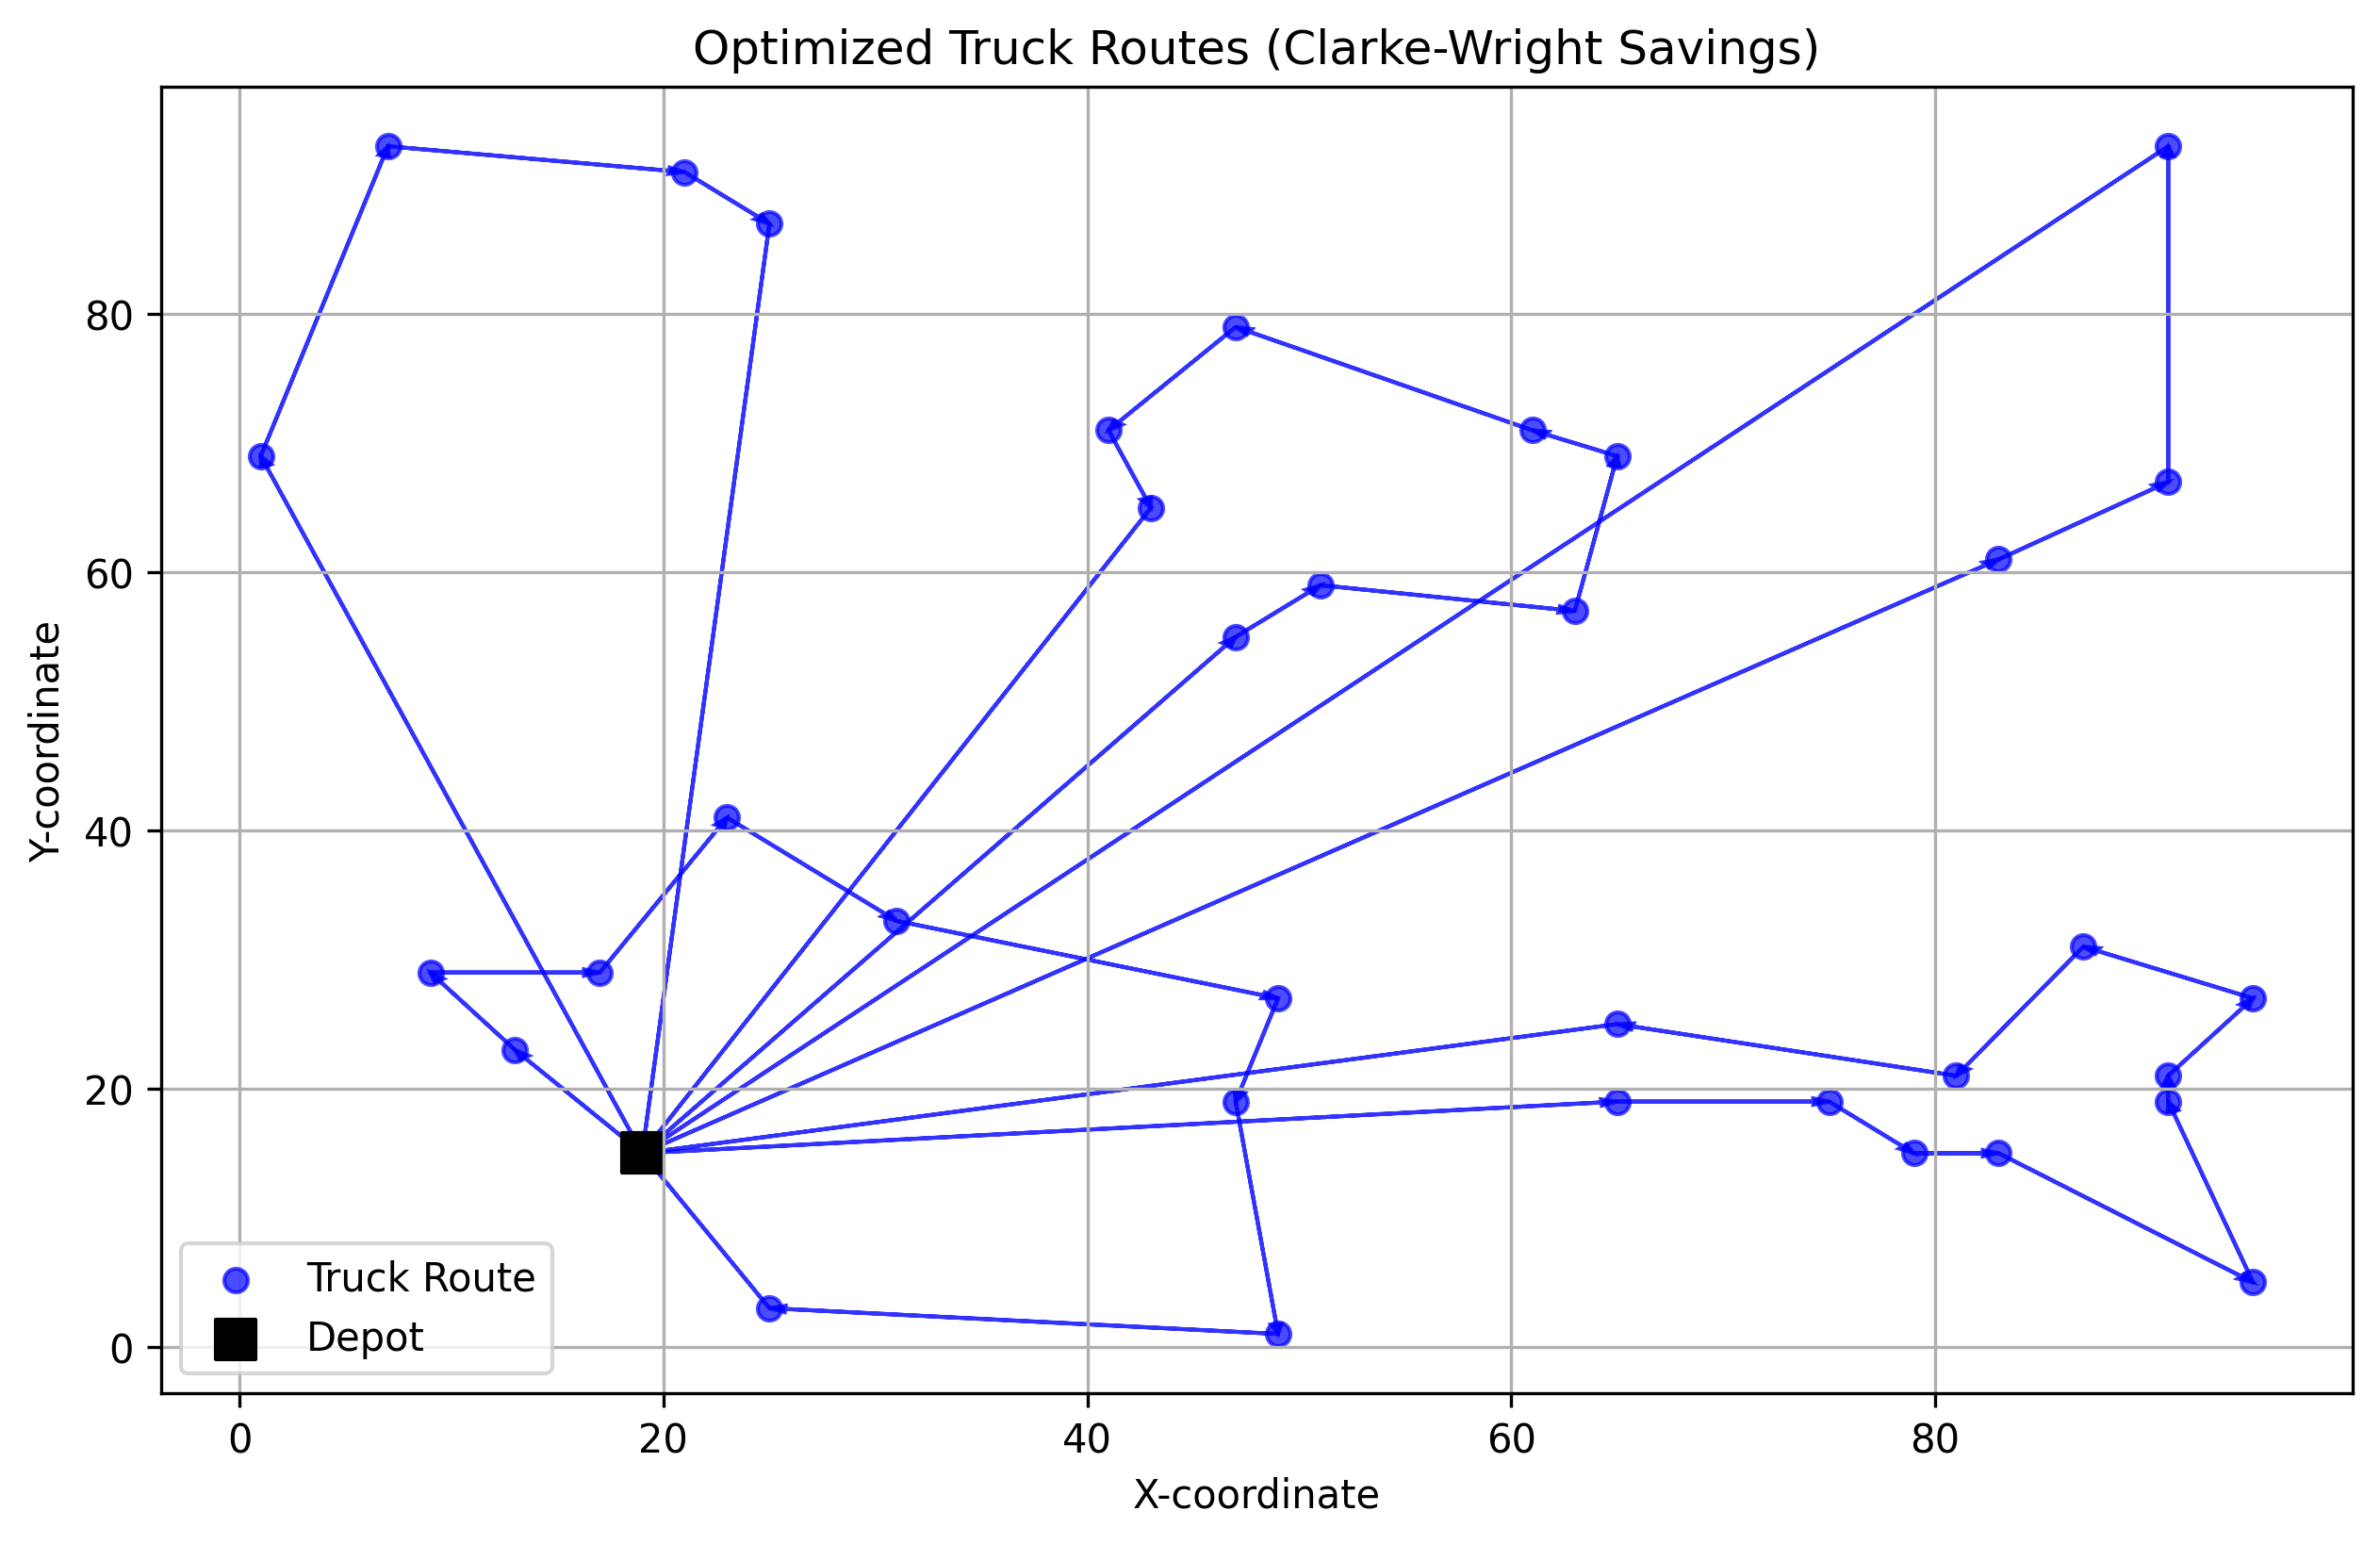 Optimized Truck Routes (Clarke-Wright Savings)
Y-coordinate
80
60
40
20
0
Truck Route
Depot
0 20 40 60 80
X-coordinate